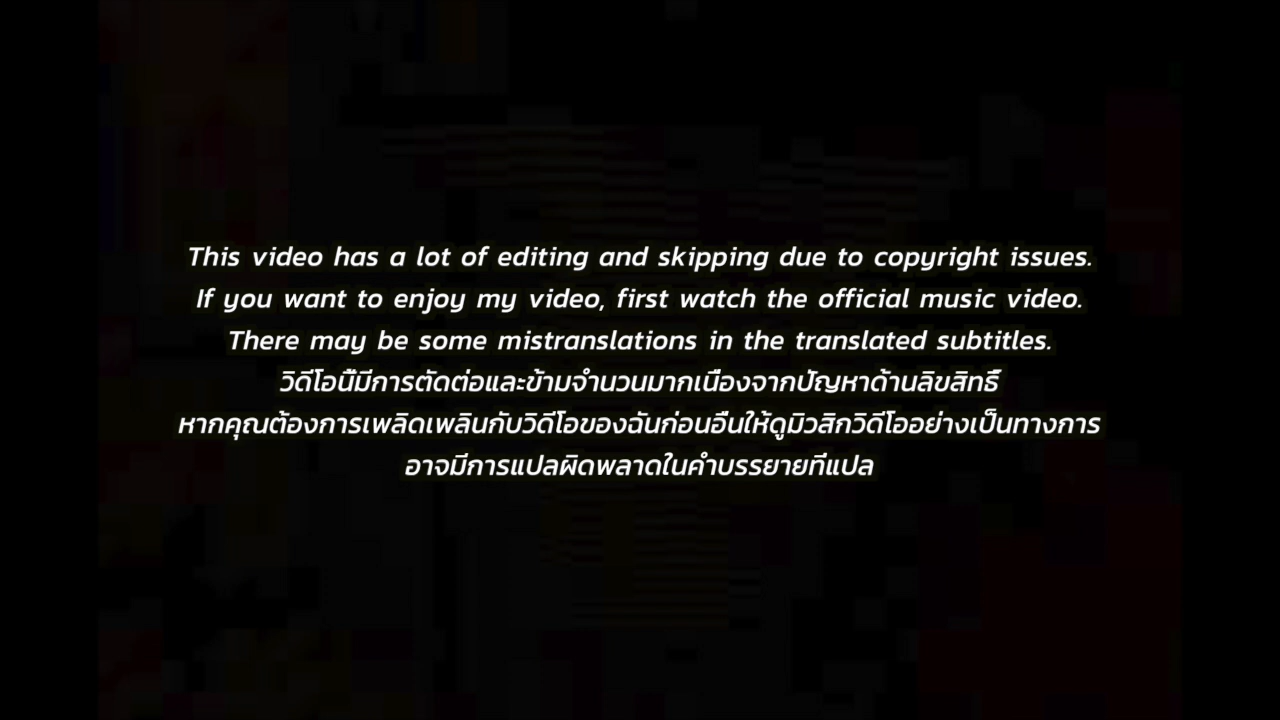 This video has a lot of editing and skipping due to copyright issues.
If you want to enjoy my video, first watch the official music video.
There may be some mistranslations in the translated subtitles.
วิดีโอนี้มีการตัดต่อและข้ามจำนวนมากเนื่องจากปัญหาด้านลิขสิทธิ์
หากคุณต้องการเพลิดเพลินกับวิดีโอของฉันก่อนอื่นให้ดูมิวสิกวิดีโออย่างเป็นทางการ
อาจมีการแปลผิดพลาดในคำบรรยายที่แปล